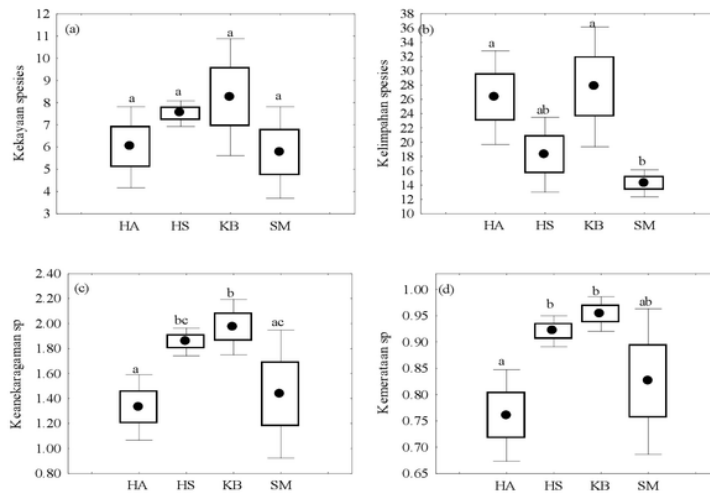 (a)
Kekayaan spesies
12
11
10
9
8
7
6
5
4
3
a
a
a
a
HA
HS
KB
SM
(b)
Kelimpahan spesies
38
36
34
32
30
28
26
24
22
20
18
16
14
12
10
a
ab
a
b
HA
HS
KB
SM
(c)
Keanekaragaman sp
2.40
2.20
2.00
1.80
1.60
1.40
1.20
1.00
0.80
a
bc
b
ac
HA
HS
KB
SM
(d)
Kemerataan sp
1.00
0.95
0.90
0.85
0.80
0.75
0.70
0.65
a
b
b
ab
HA
HS
KB
SM